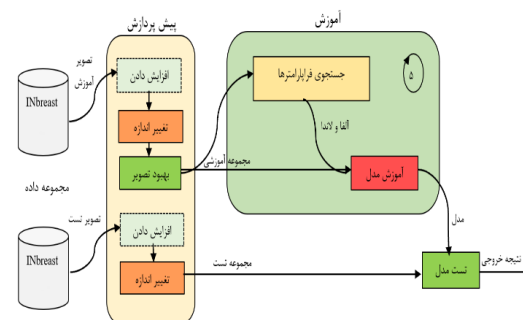 پیش پردازش
آموزش
تصویر
آموزش
INbreast
افزایش دادن
تغییر اندازه
بهبود تصویر
جستجوی فراپارامترها
۵
آلفا و لاندا
مجموعه آموزشی
آموزش مدل
مجموعه داده
تصویر تست
INbreast
افزایش دادن
تغییر اندازه
مجموعه تست
مدل
تست مدل
نتیجه خروجی